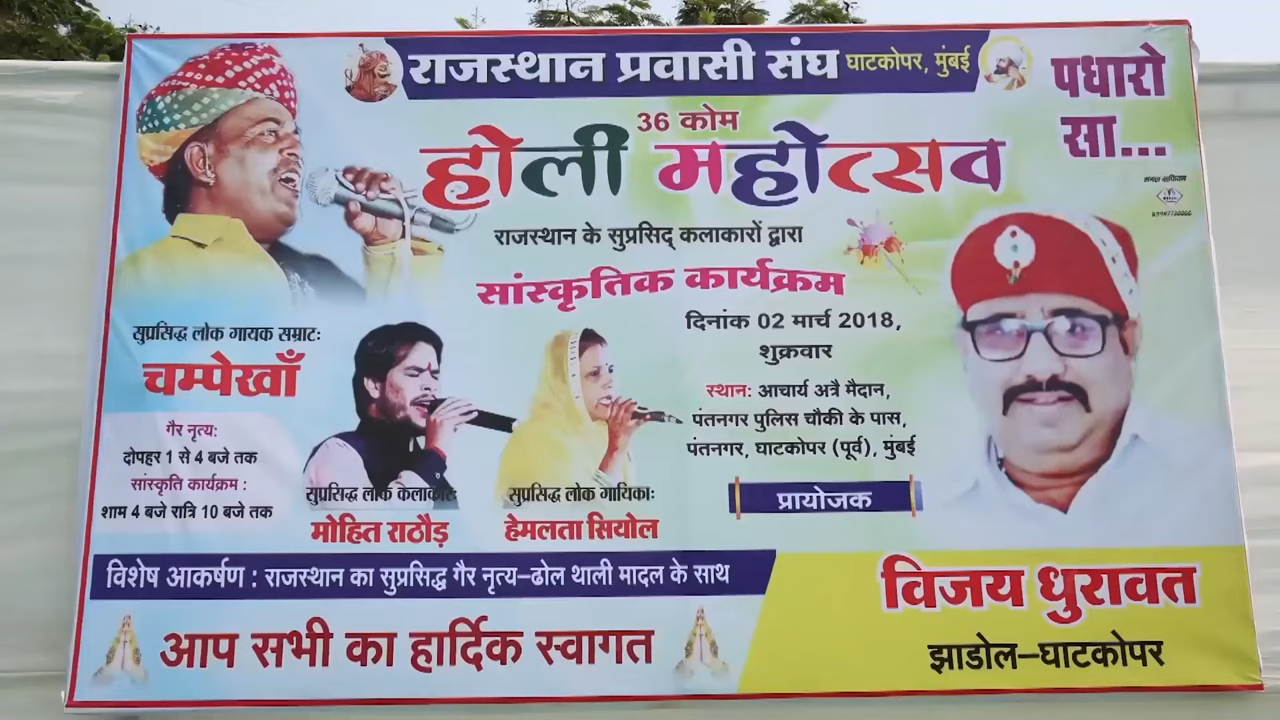 राजस्थान प्रवासी संघ घाटकोपर, मुंबई
पधारो
सा...
36 कोम
होली महोत्सव
राजस्थान के सुप्रसिद् कलाकारों द्वारा
सांस्कृतिक कार्यक्रम
दिनांक 02 मार्च 2018,
शुक्रवार
स्थान: आचार्य अत्रै मैदान,
पंतनगर पुलिस चौकी के पास,
पंतनगर, घाटकोपर (पूर्व), मुंबई
सुप्रसिद्ध लोक गायक सम्राटः
चम्पेखाँ
गैर नृत्य:
दोपहर 1 से 4 बजे तक
सांस्कृति कार्यक्रम :
शाम 4 बजे रात्रि 10 बजे तक
सुप्रसिद्ध लोक कलाकारः
मोहित राठौड़
सुप्रसिद्ध लोक गायिकाः
हेमलता सियोल
प्रायोजक
विशेष आकर्षण : राजस्थान का सुप्रसिद्ध गैर नृत्य–ढोल थाली मादल के साथ
आप सभी का हार्दिक स्वागत
विजय धुरावत
झाडोल–घाटकोपर